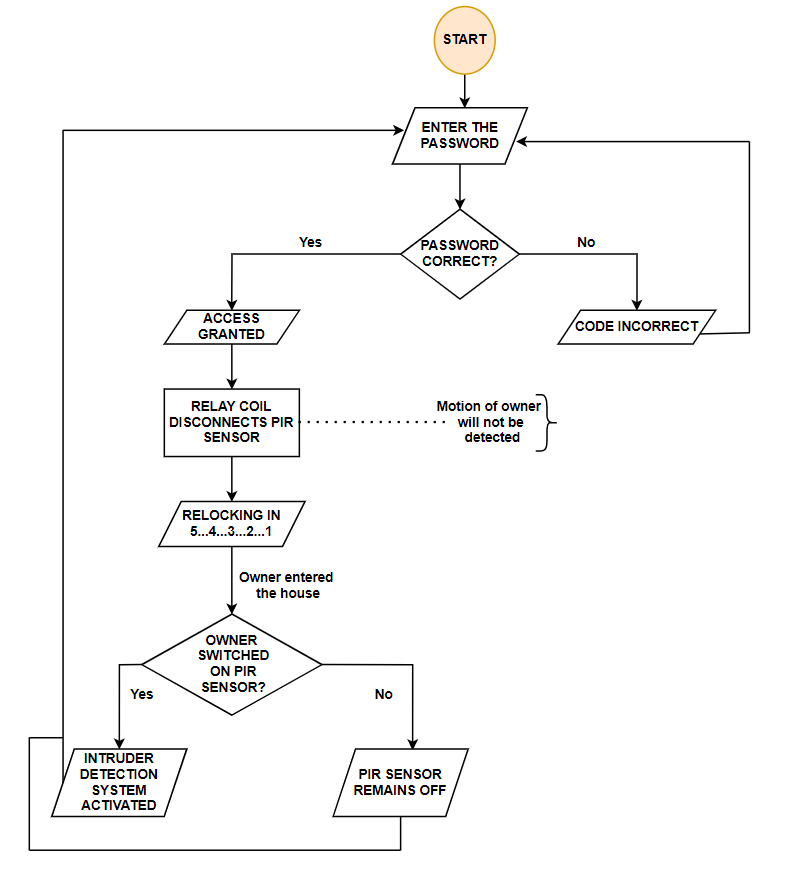 START
ENTER THE
PASSWORD
PASSWORD
CORRECT?
Yes
No
ACCESS
GRANTED
CODE INCORRECT
RELAY COIL
DISCONNECTS PIR
SENSOR
Motion of owner
will not be
detected
RELOCKING IN
5...4...3...2...1
Owner entered
the house
OWNER
SWITCHED
ON PIR
SENSOR?
Yes
No
INTRUDER
DETECTION
SYSTEM
ACTIVATED
PIR SENSOR
REMAINS OFF